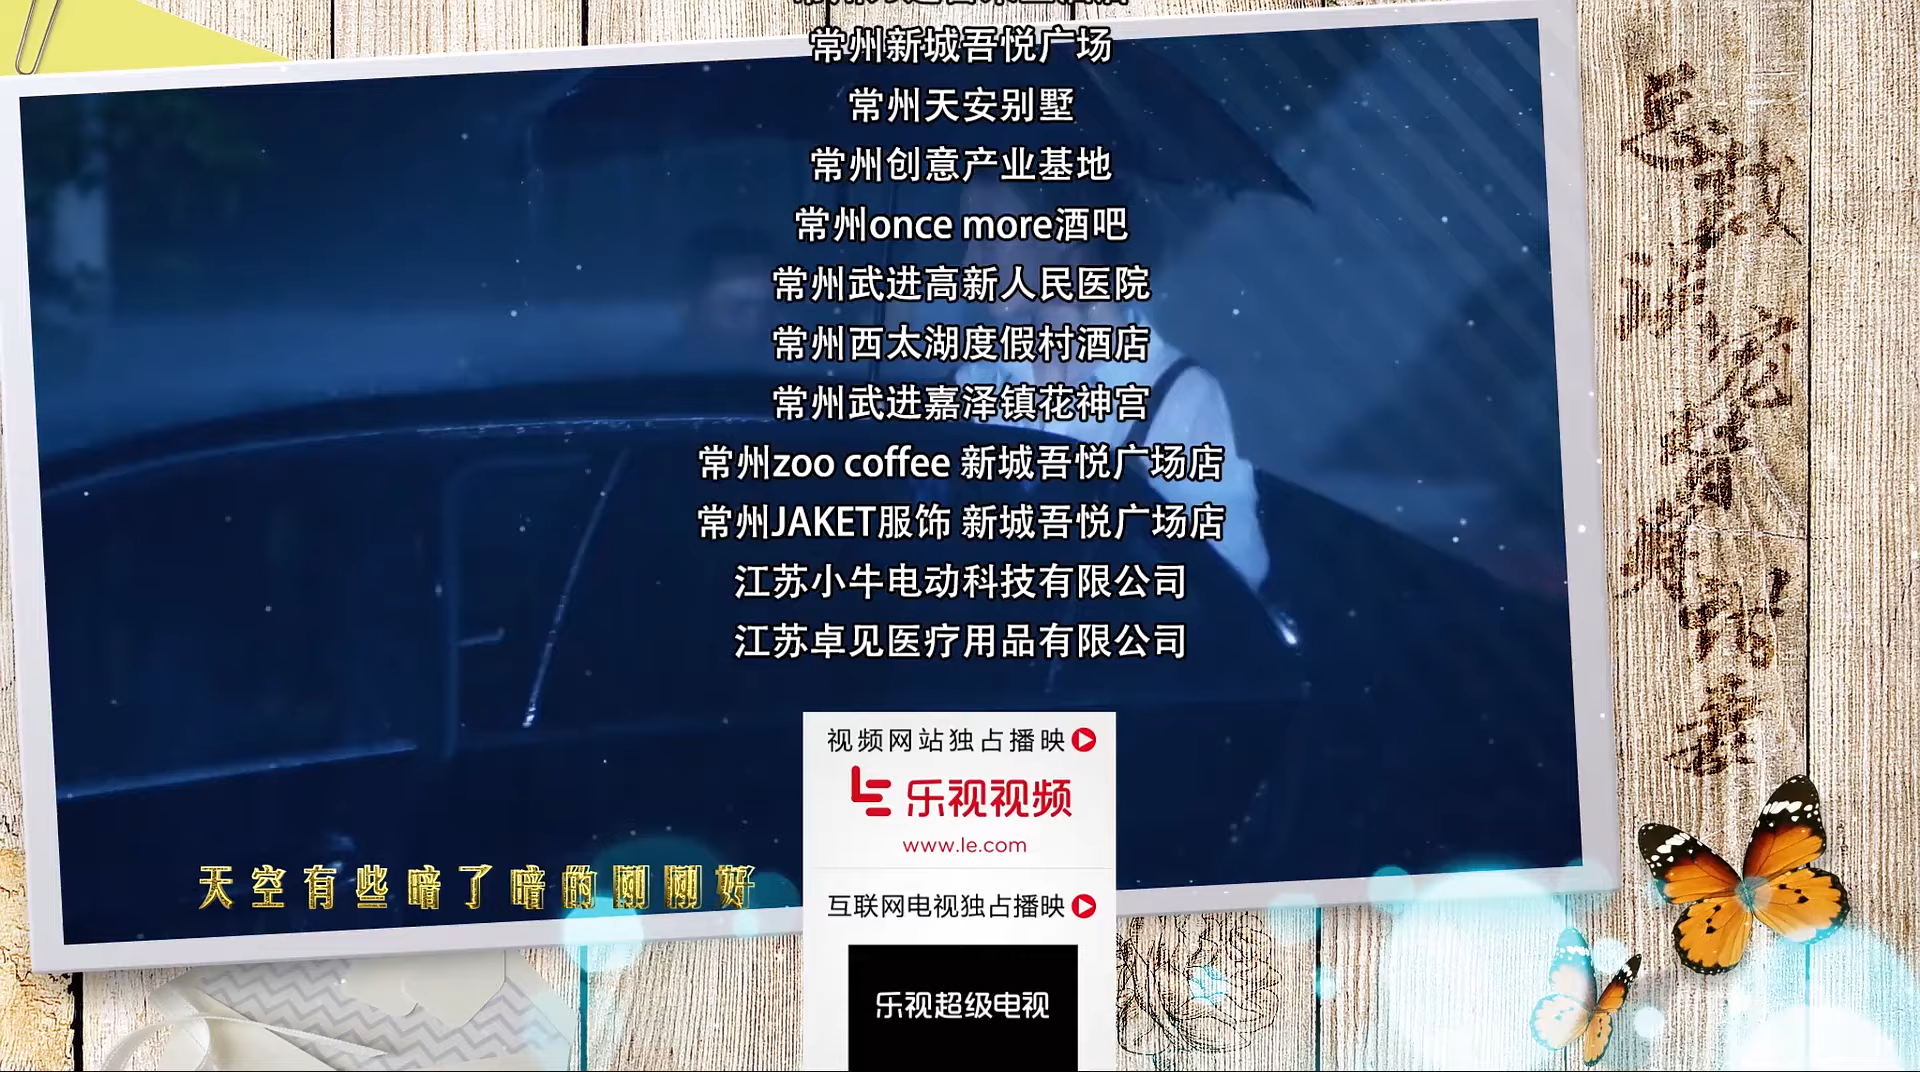 常州新城吾悦广场
常州天安别墅
常州创意产业基地
常州once more酒吧
常州武进高新人民医院
常州西太湖度假村酒店
常州武进嘉泽镇花神宫
常州zoo coffee 新城吾悦广场店
常州JAKET服饰 新城吾悦广场店
江苏小牛电动科技有限公司
江苏卓见医疗用品有限公司
视频网站独占播映
LE 乐视视频
www.le.com
互联网电视独占播映
乐视超级电视
天空有些暗了暗的刚刚好